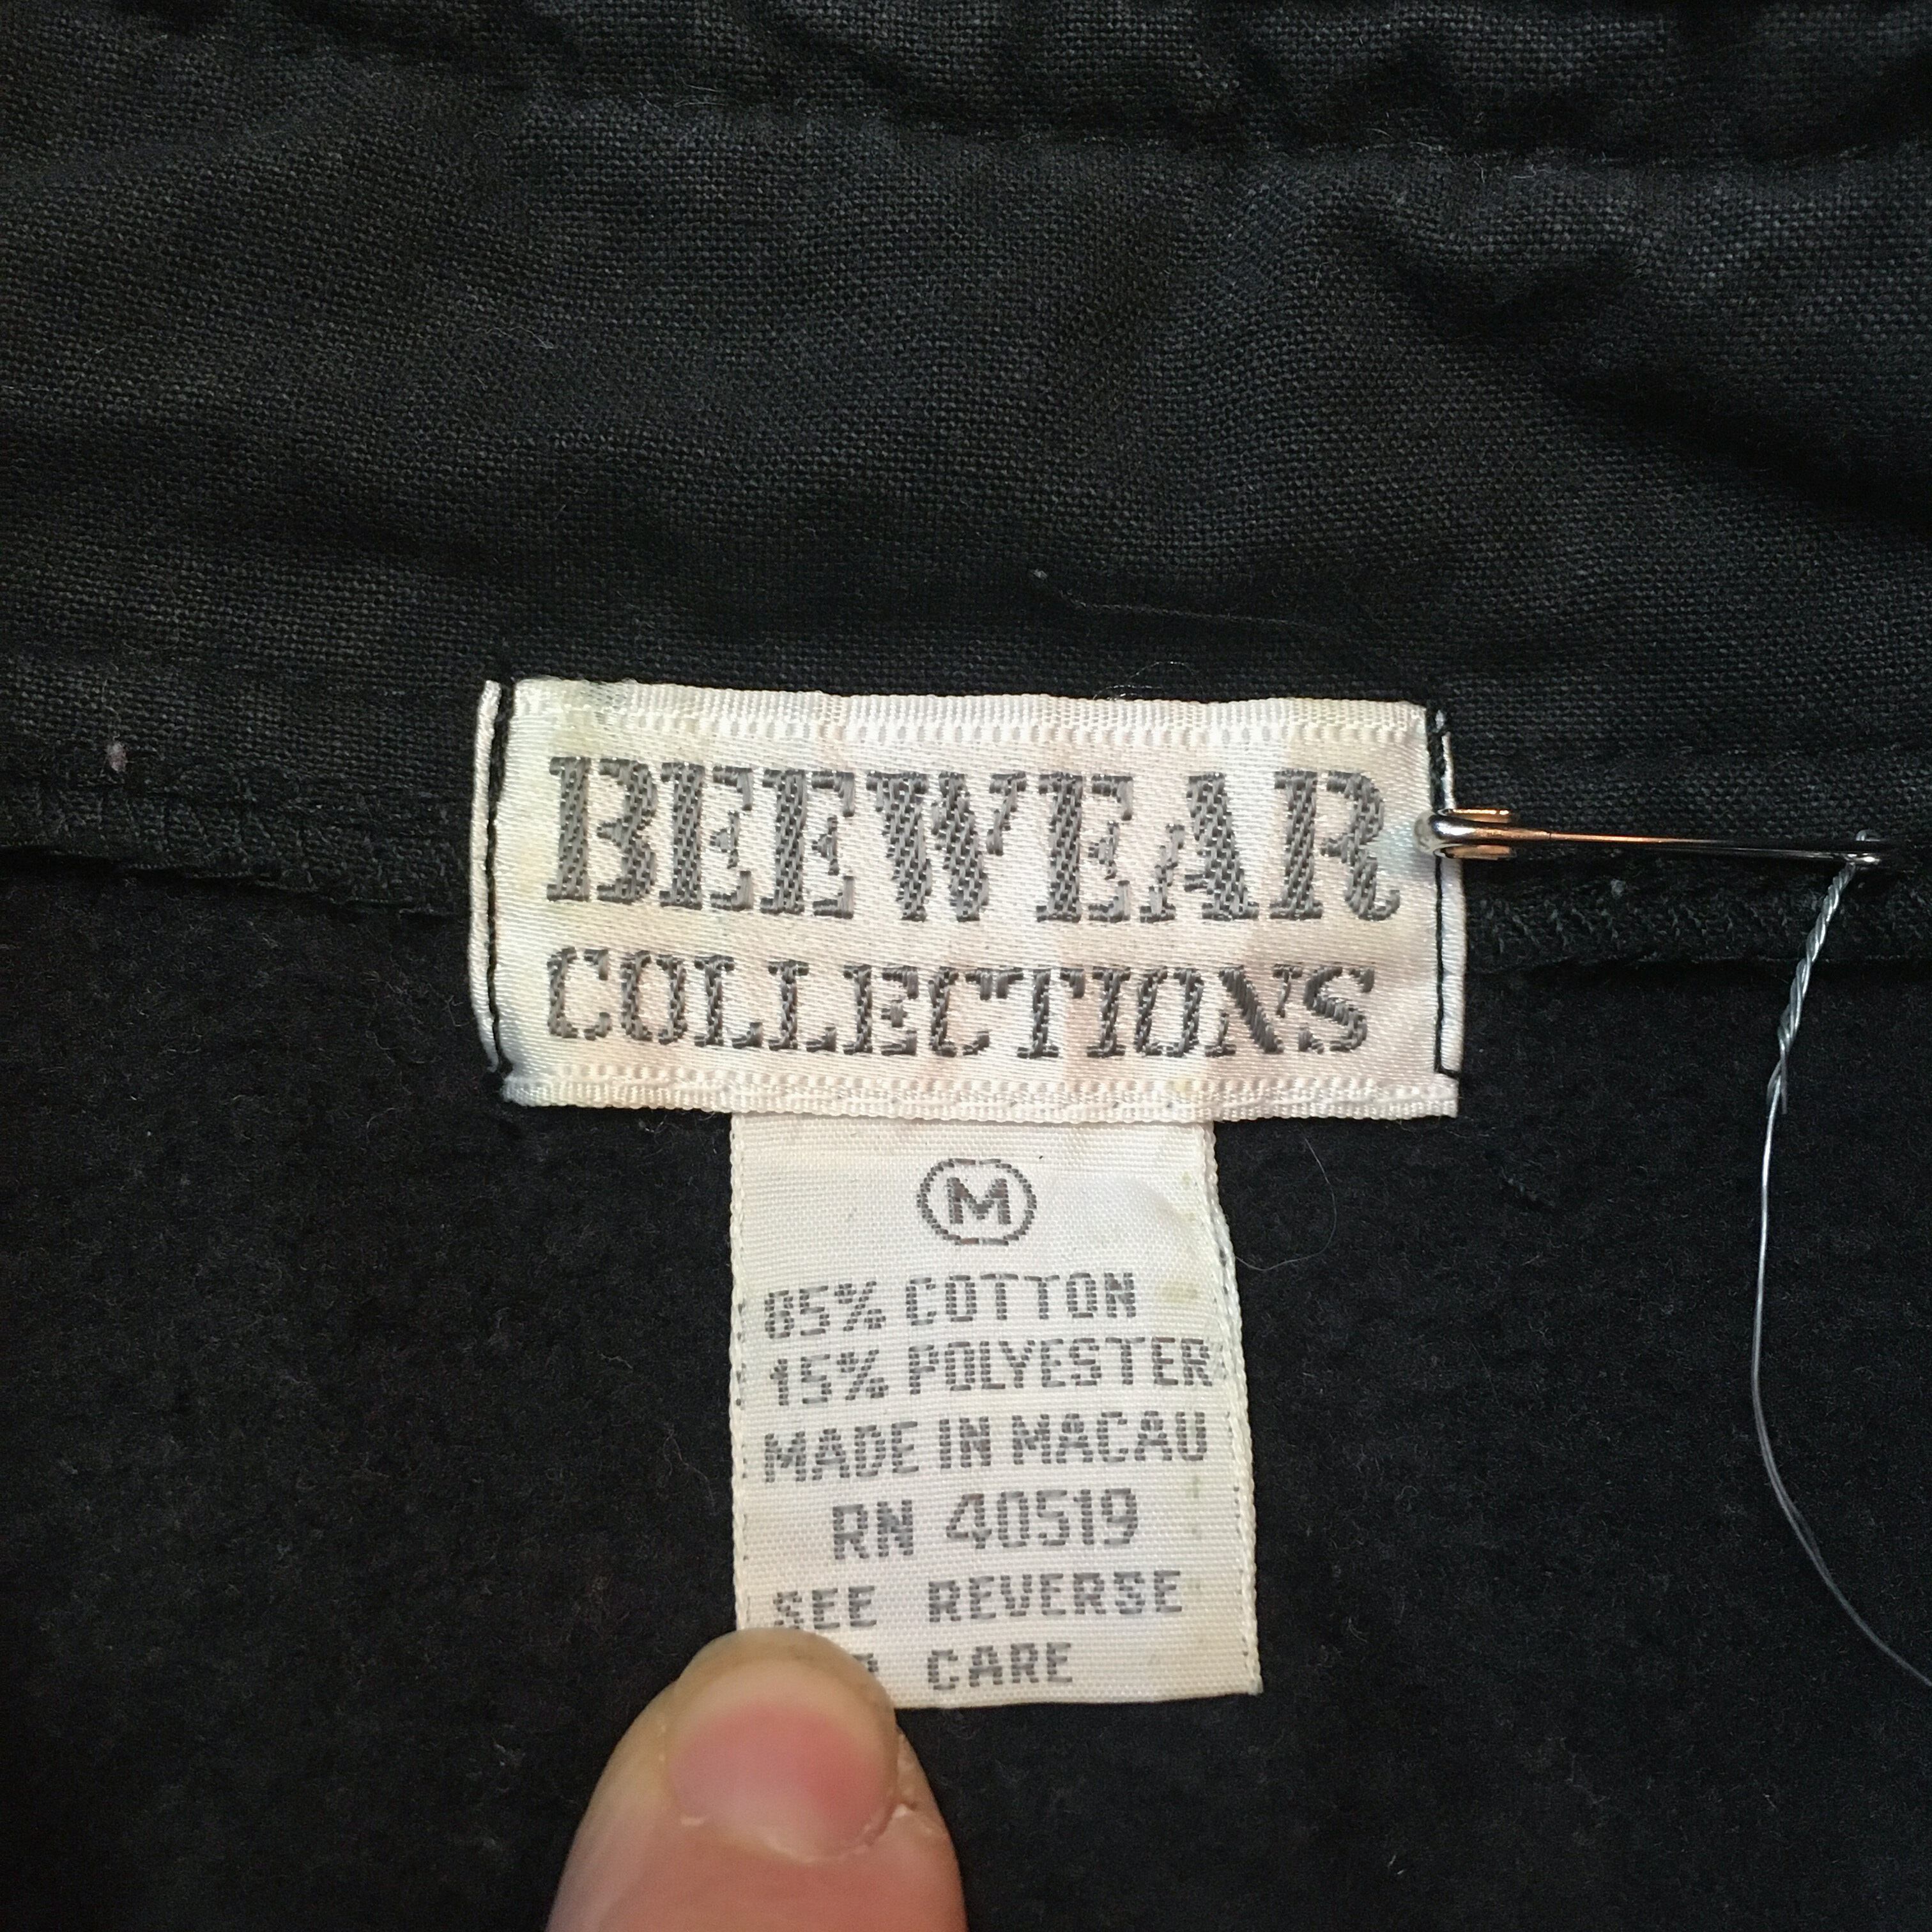 BEEWEAR
COLLECTIONS
M
85% COTTON
15% POLYESTER
MADE IN MACAU
RN 40519
SEE REVERSE
CARE